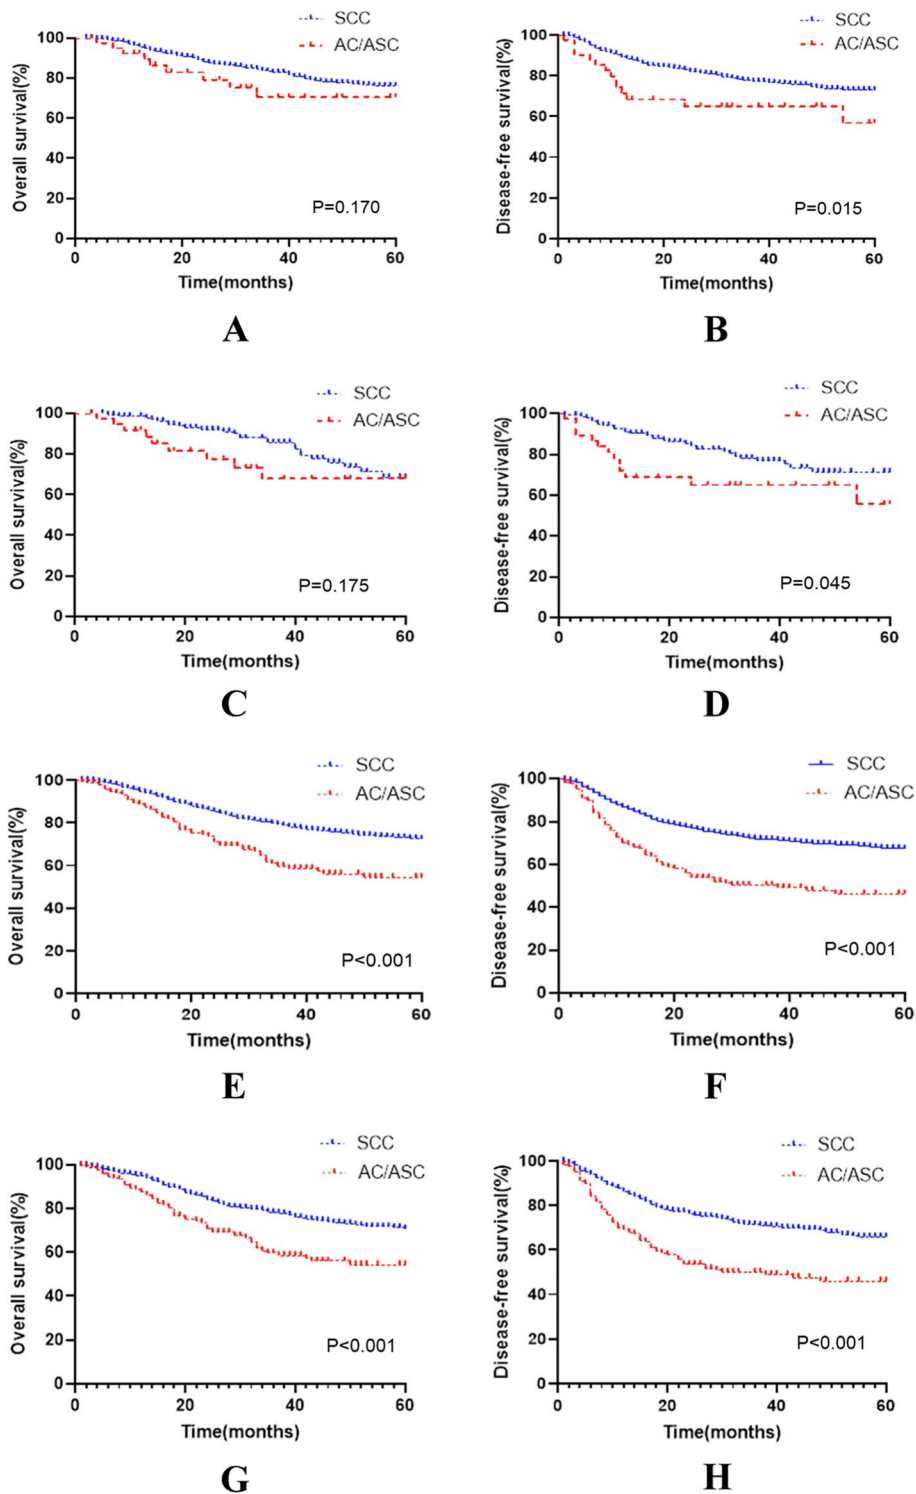 SCC
AC/ASC
Overall survival(%)
100
80
60
40
20
0
P=0.170
0 20 40 60
Time(months)
A
SCC
AC/ASC
Disease-free survival(%)
100
80
60
40
20
0
P=0.015
0 20 40 60
Time(months)
B
SCC
AC/ASC
Overall survival(%)
100
80
60
40
20
0
P=0.175
0 20 40 60
Time(months)
C
SCC
AC/ASC
Disease-free survival(%)
100
80
60
40
20
0
P=0.045
0 20 40 60
Time(months)
D
SCC
AC/ASC
Overall survival(%)
100
80
60
40
20
0
P<0.001
0 20 40 60
Time(months)
E
SCC
AC/ASC
Disease-free survival(%)
100
80
60
40
20
0
P<0.001
0 20 40 60
Time(months)
F
SCC
AC/ASC
Overall survival(%)
100
80
60
40
20
0
P<0.001
0 20 40 60
Time(months)
G
SCC
AC/ASC
Disease-free survival(%)
100
80
60
40
20
0
P<0.001
0 20 40 60
Time(months)
H